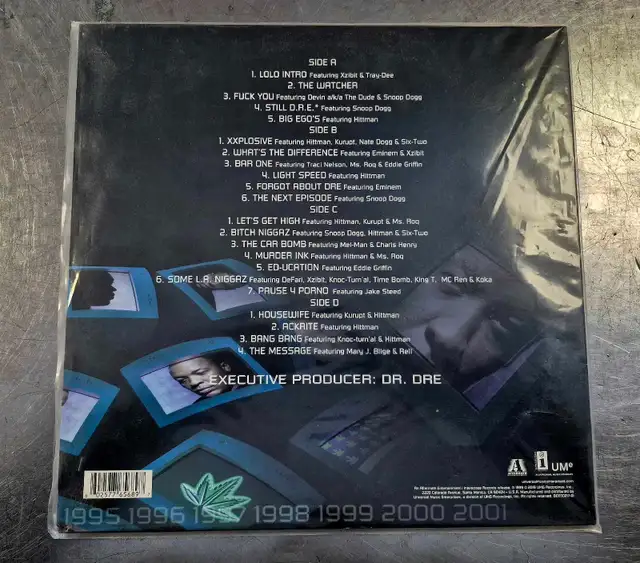 SIDE A
1. LOLO INTRO Featuring Xzibit & Tray-Dee
2. THE WATCHER
3. FUCK YOU Featuring Devin a/k/a The Dude & Snoop Dogg
4. STILL D.R.E.* Featuring Snoop Dogg
5. BIG EGO'S Featuring Hittman
SIDE B
1. XXPLOSIVE Featuring Hittman, Kurupt, Nate Dogg & Six-Two
2. WHAT'S THE DIFFERENCE Featuring Eminem & Xzibit
3. BAR ONE Featuring Traci Nelson, Ms. Roq & Eddie Griffin
4. LIGHT SPEED Featuring Hittman
5. FORGOT ABOUT DRE Featuring Eminem
6. THE NEXT EPISODE Featuring Snoop Dogg
SIDE C
1. LET'S GET HIGH Featuring Hittman, Kurupt & Ms. Roq
2. BITCH NIGGAZ Featuring Snoop Dogg, Hittman & Six-Two
3. THE CAR BOMB Featuring Mel-Man & Charis Henry
4. MURDER INK Featuring Hittman & Ms. Roq
5. ED-UCATION Featuring Eddie Griffin
6. SOME L.A. NIGGAZ Featuring DeFari, Xzibit, Knoc-Turn'al, Time Bomb, King T, MC Ren & Koka
7. PAUSE 4 PORNO Featuring Jake Steed
SIDE D
1. HOUSEWIFE Featuring Kurupt & Hittman
2. ACKRITE Featuring Hittman
3. BANG BANG Featuring Knoc-turn'al & Hittman
4. THE MESSAGE Featuring Mary J. Blige & Rell
EXECUTIVE PRODUCER: DR. DRE
UMe
1995 1996 1997 1998 1999 2000 2001